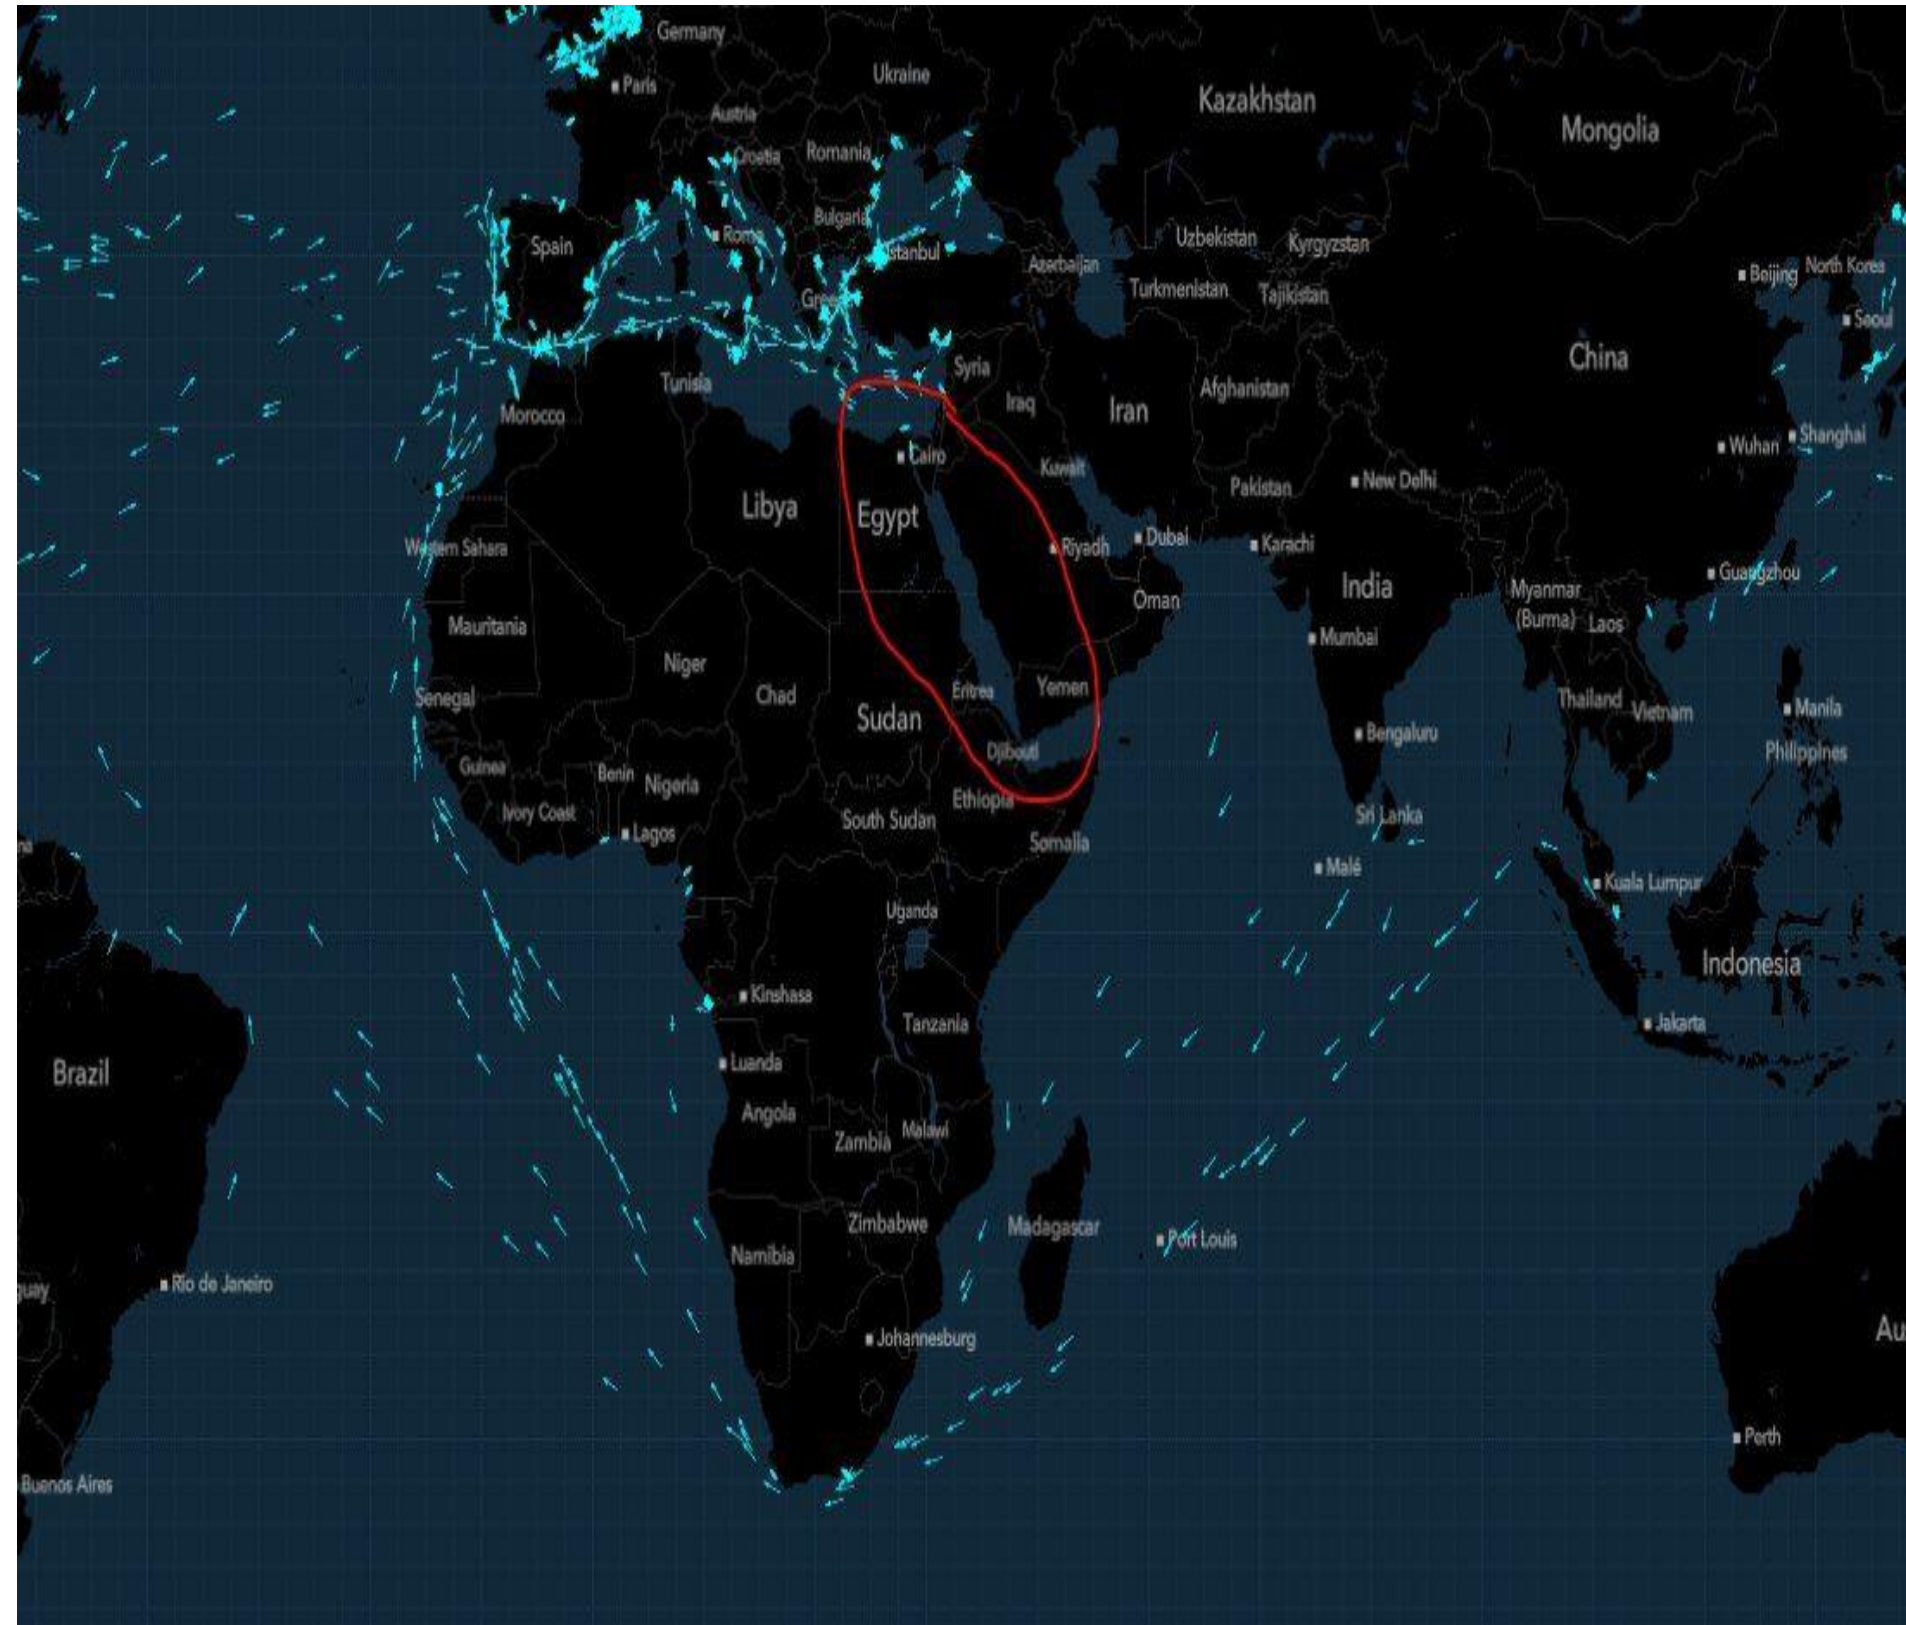 Germany
Ukraine
Paris
Kazakhstan
Austria
Mongolia
Croatia
Romania
Bulgaria
Roma
Spain
Istanbul
Uzbekistan
Kyrgyzstan
Azerbaijan
North Korea
Beijing
Turkmenistan
Tajikistan
Greece
Seoul
China
Syria
Tunisia
Afghanistan
Iraq
Iran
Morocco
Shanghai
Wuhan
Cairo
Kuwait
New Delhi
Pakistan
Libya
Egypt
Western Sahara
Riyadh
Dubai
Karachi
Guangzhou
India
Myanmar
(Burma)
Oman
Laos
Mauritania
Mumbai
Niger
Eritrea
Yemen
Senegal
Chad
Thailand
Vietnam
Manila
Sudan
Bengaluru
Djibouti
Philippines
Guinea
Benin
Nigeria
Ivory Coast
Ethiopia
Sri Lanka
South Sudan
Lagos
Somalia
na
Malé
Kuala Lumpur
Uganda
Indonesia
Kinshasa
Tanzania
Jakarta
Luanda
Brazil
Angola
Malawi
Zambia
Zimbabwe
Madagascar
Port Louis
Namibia
Rio de Janeiro
guay
Johannesburg
Au
Perth
Buenos Aires